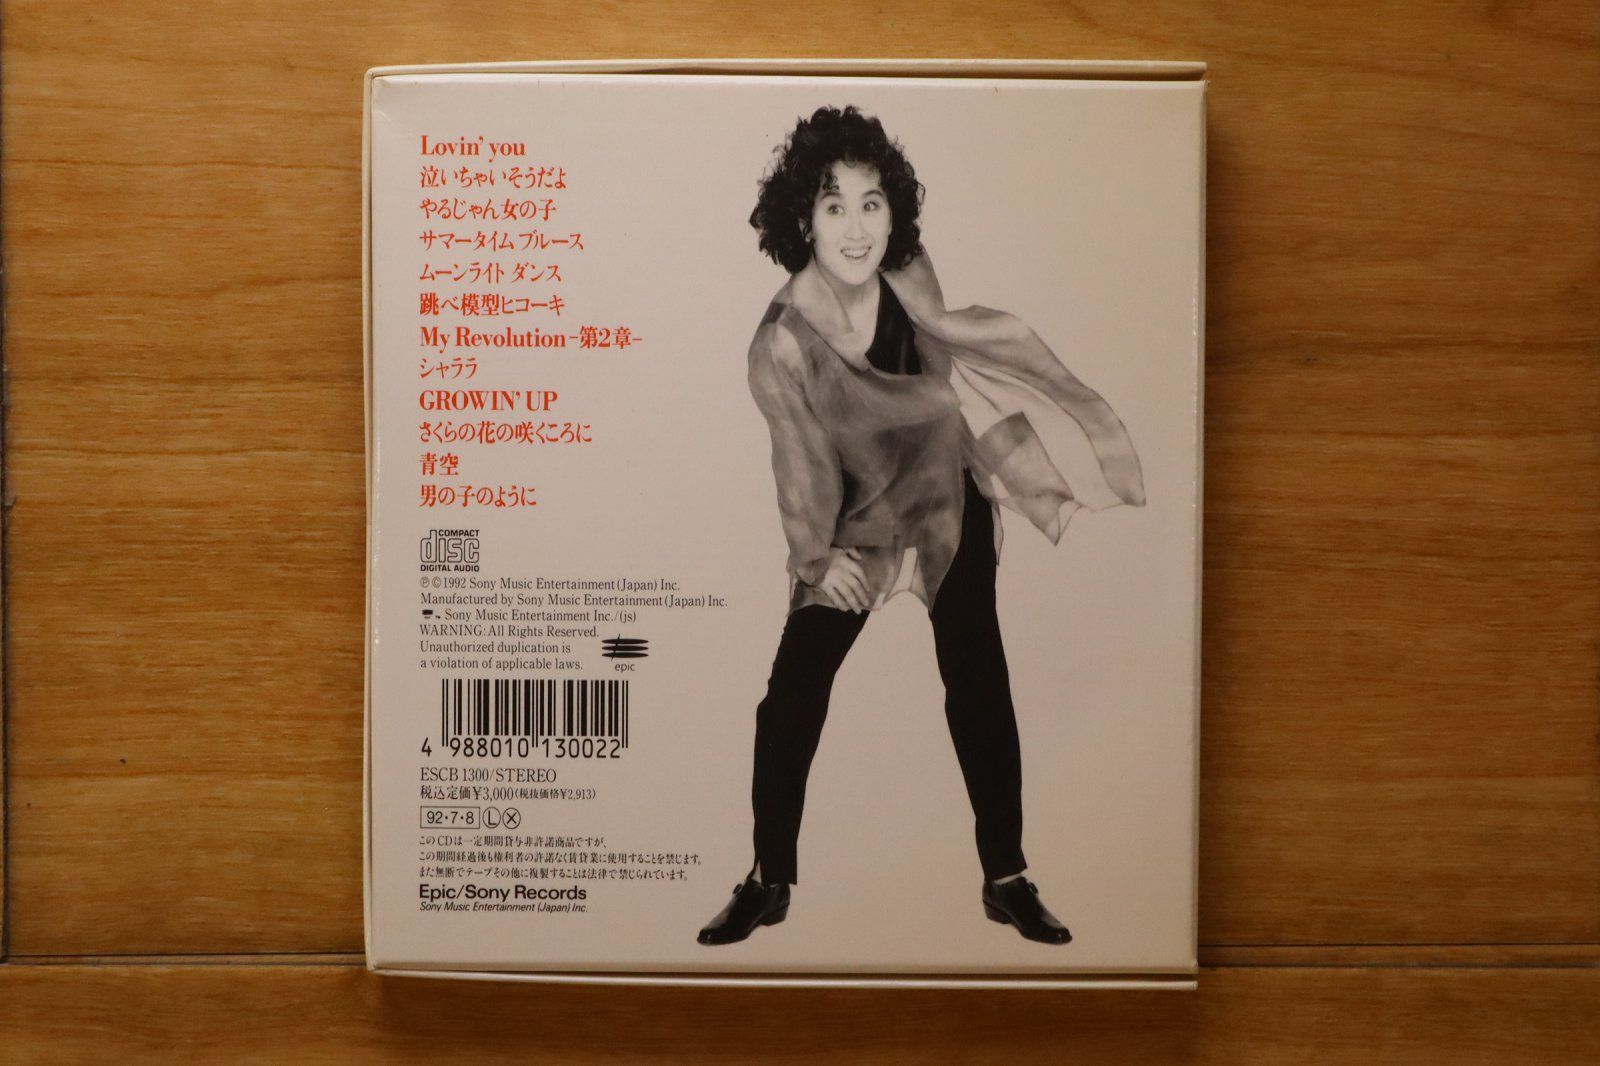 Lovin' you
泣いちゃいそうだよ
やるじゃん女の子
サマータイム ブルース
ムーンライト ダンス
跳べ模型ヒコーキ
My Revolution -第2章-
シャララ
GROWIN' UP
さくらの花の咲くころに
青空
男の子のように
COMPACT
disc
DIGITAL AUDIO
℗©1992 Sony Music Entertainment (Japan) Inc.
Manufactured by Sony Music Entertainment (Japan) Inc.
Sony Music Entertainment Inc./(js)
WARNING: All Rights Reserved.
Unauthorized duplication is
a violation of applicable laws.
epic
4 988010 130022
ESCB 1300/STEREO
税込定価¥3,000(税抜価格¥2,913)
92・7・8 Ⓛ Ⓧ
このCDは一定期間貸与非許諾商品ですが、
この期間経過後も権利者の許諾なく賃貸業に使用することを禁じます。
また無断でテープその他に複製することは法律で禁じられています。
Epic/Sony Records
Sony Music Entertainment (Japan) Inc.